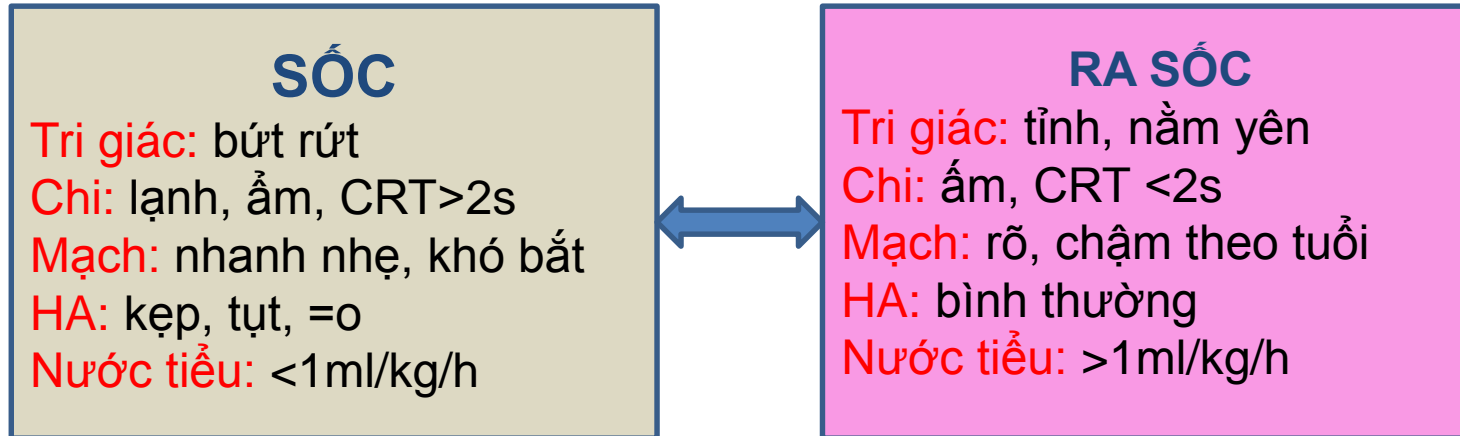 SỐC
Tri giác: bứt rứt
Chi: lạnh, ẩm, CRT>2s
Mạch: nhanh nhẹ, khó bắt
HA: kẹp, tụt, =o
Nước tiểu: <1ml/kg/h
RA SỐC
Tri giác: tỉnh, nằm yên
Chi: ấm, CRT <2s
Mạch: rõ, chậm theo tuổi
HA: bình thường
Nước tiểu: >1ml/kg/h